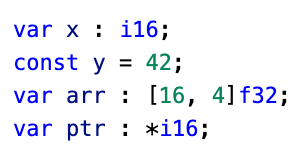 var x : i16;
const y = 42;
var arr : [16, 4]f32;
var ptr : *i16;